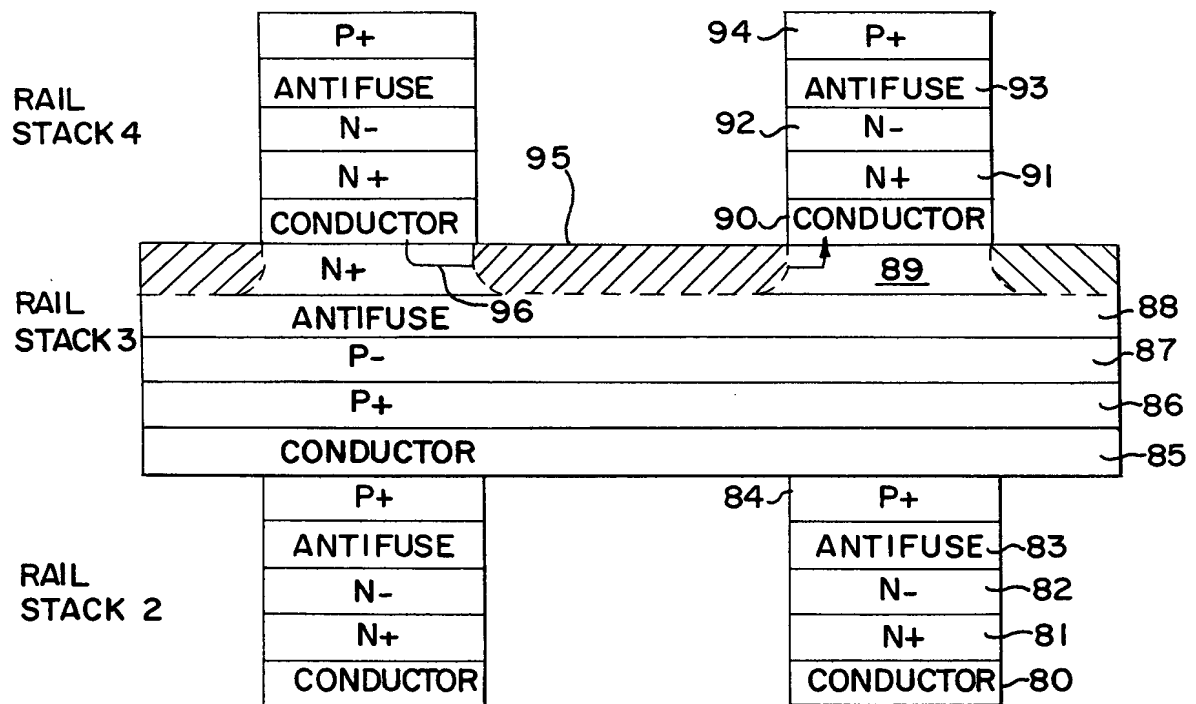 94 P+ P+
RAIL STACK 4
ANTIFUSE ANTIFUSE 93
N- 92 N-
N+ 95 N+ 91
CONDUCTOR 90 CONDUCTOR
N+ 89
96
RAIL STACK 3
ANTIFUSE 88
P- 87
P+ 86
CONDUCTOR 85
P+ 84 P+
ANTIFUSE ANTIFUSE 83
RAIL STACK 2
N- N- 82
N+ N+ 81
CONDUCTOR CONDUCTOR 80